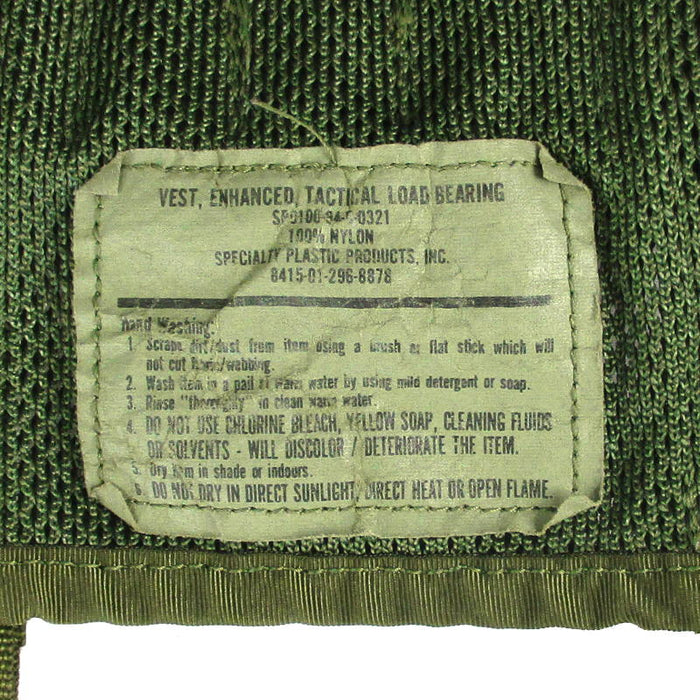 VEST, ENHANCED, TACTICAL LOAD BEARING
SPO100-94-C-0321
100% NYLON
SPECIALTY PLASTIC PRODUCTS, INC.
8415-01-296-8878
Hand Washing:
1. Scrape dirt/dust from item using a brush or flat stick which will
not cut fabric/webbing.
2. Wash item in a pail of warm water by using mild detergent or soap.
3. Rinse "thoroughly" in clean warm water.
4. DO NOT USE CHLORINE BLEACH, YELLOW SOAP, CLEANING FLUIDS
OR SOLVENTS - WILL DISCOLOR / DETERIORATE THE ITEM.
5. Dry item in shade or indoors.
6. DO NOT DRY IN DIRECT SUNLIGHT, DIRECT HEAT OR OPEN FLAME.